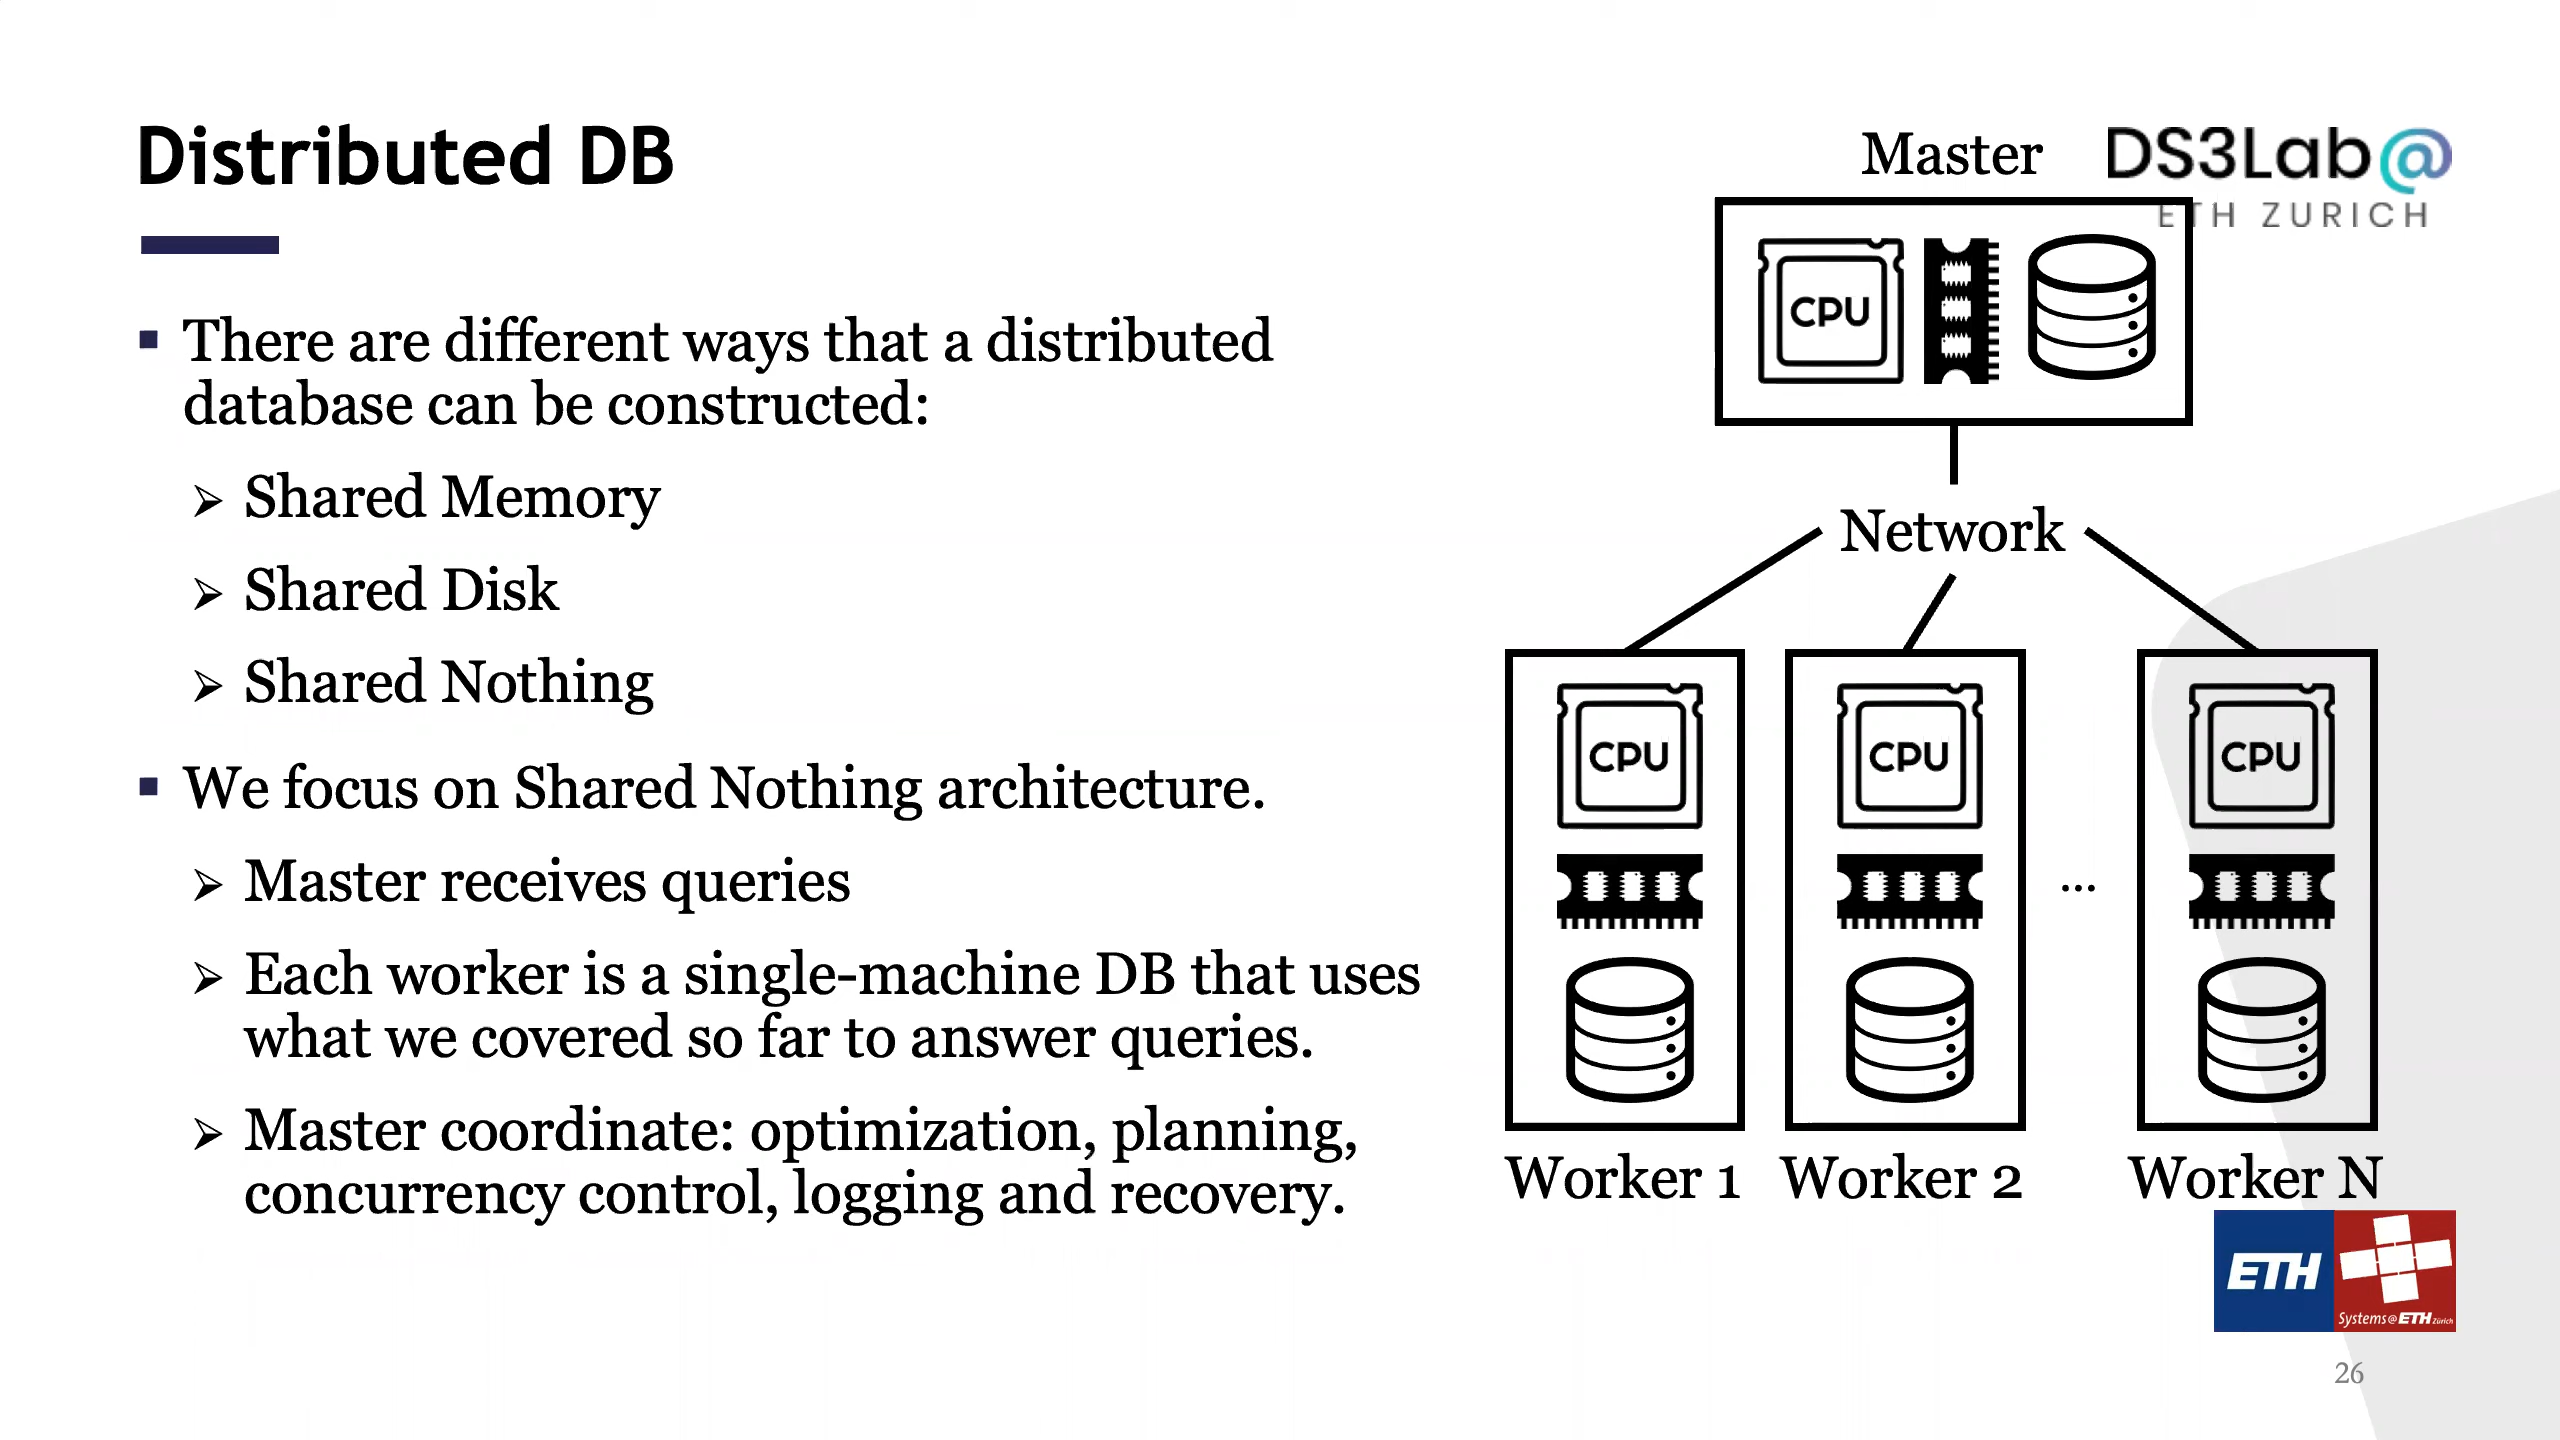 Distributed DB
There are different ways that a distributed
database can be constructed:
Shared Memory
Shared Disk
Shared Nothing
We focus on Shared Nothing architecture.
Master receives queries
Each worker is a single-machine DB that uses
what we covered so far to answer queries.
Master coordinate: optimization, planning,
concurrency control, logging and recovery.
Master
DS3Lab@
ETH ZURICH
CPU
Network
CPU
CPU
CPU
...
Worker 1
Worker 2
Worker N
ETH
Systems@ETH Zürich
26